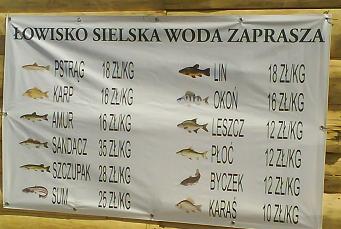 ŁOWISKO SIELSKA WODA ZAPRASZA
PSTRĄG 18 ZŁ/KG
KARP 18 ZŁ/KG
AMUR 16 ZŁ/KG
SANDACZ 35 ZŁ/KG
SZCZUPAK 28 ZŁ/KG
SUM 25 ZŁ/KG
LIN 18 ZŁ/KG
OKOŃ 16 ZŁ/KG
LESZCZ 12 ZŁ/KG
PŁOĆ 12 ZŁ/KG
BYCZEK 12 ZŁ/KG
KARAŚ 10 ZŁ/KG